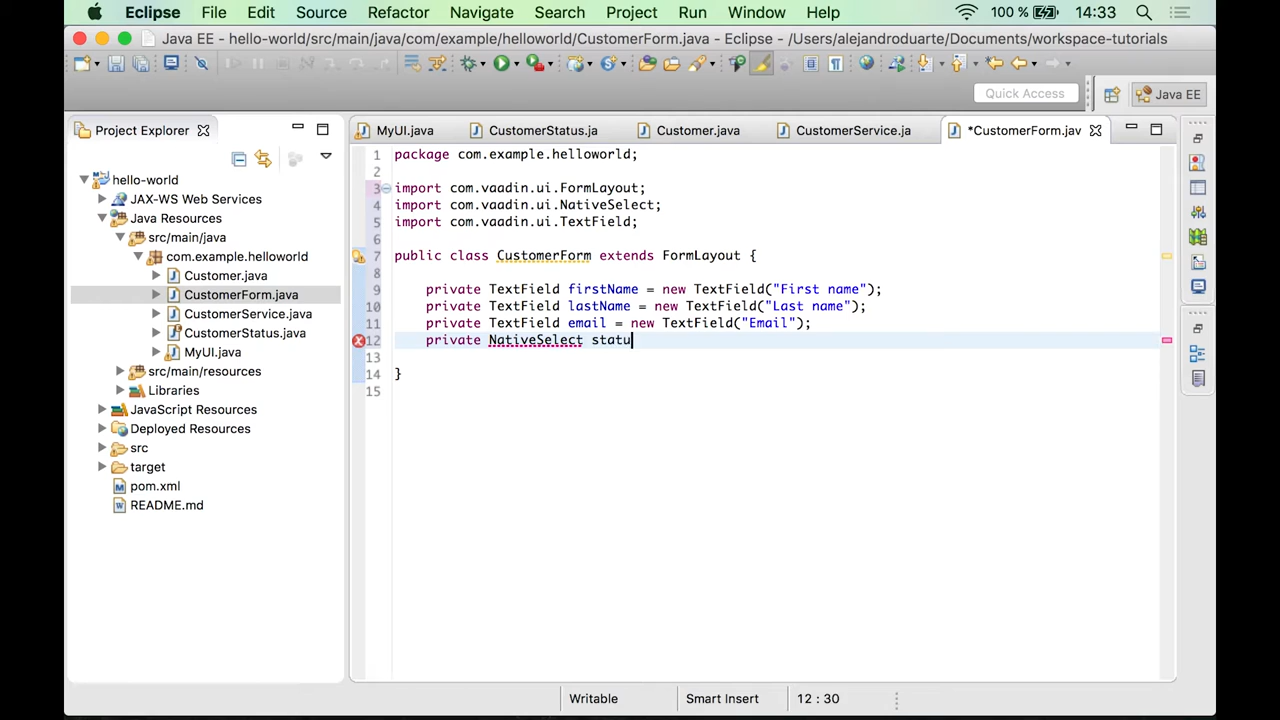 Eclipse File Edit Source Refactor Navigate Search Project Run Window Help 100 % 14:33
Java EE - hello-world/src/main/java/com/example/helloworld/CustomerForm.java - Eclipse - /Users/alejandroduarte/Documents/workspace-tutorials
Quick Access Java EE
Project Explorer
hello-world
JAX-WS Web Services
Java Resources
src/main/java
com.example.helloworld
Customer.java
CustomerForm.java
CustomerService.java
CustomerStatus.java
MyUI.java
src/main/resources
Libraries
JavaScript Resources
Deployed Resources
src
target
pom.xml
README.md
MyUI.java CustomerStatus.ja Customer.java CustomerService.ja *CustomerForm.jav
1 package com.example.helloworld;
2
3 import com.vaadin.ui.FormLayout;
4 import com.vaadin.ui.NativeSelect;
5 import com.vaadin.ui.TextField;
6
7 public class CustomerForm extends FormLayout {
8
9 private TextField firstName = new TextField("First name");
10 private TextField lastName = new TextField("Last name");
11 private TextField email = new TextField("Email");
12 private NativeSelect statu
13
14 }
15
Writable Smart Insert 12 : 30